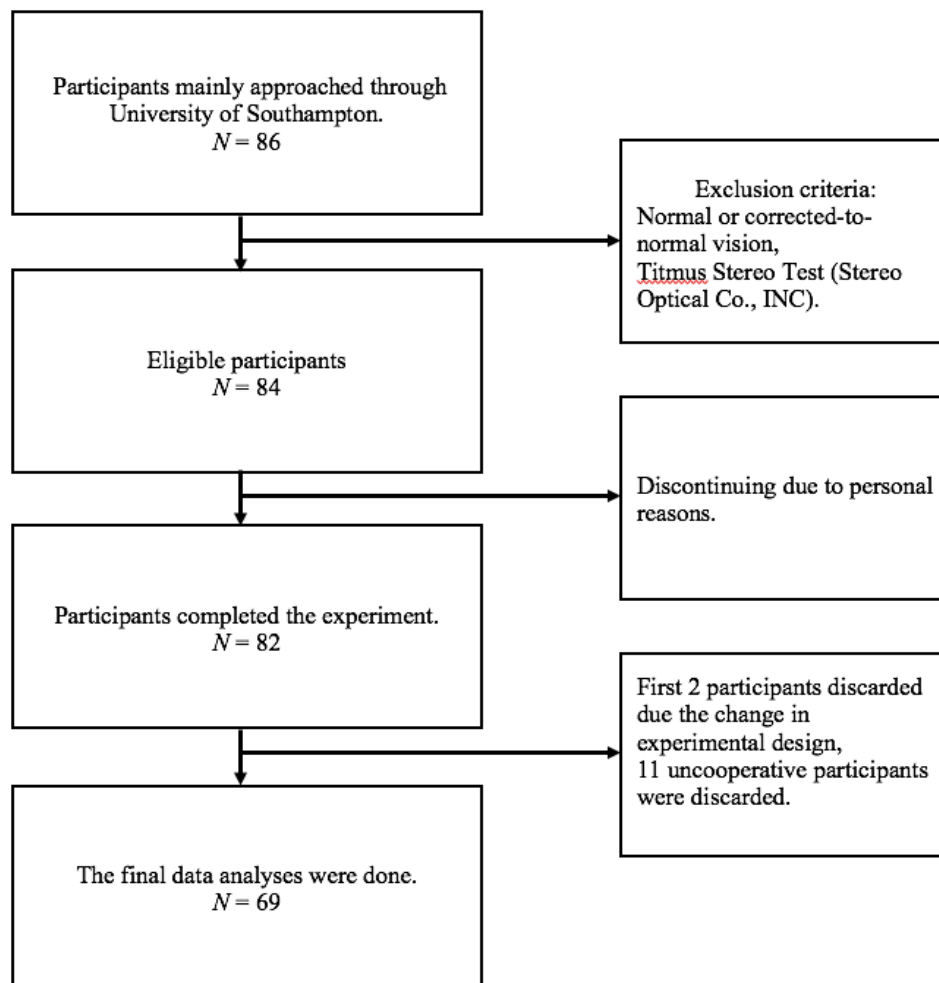 Participants mainly approached through
University of Southampton.
N = 86
Exclusion criteria:
Normal or corrected-to-
normal vision,
Titmus Stereo Test (Stereo
Optical Co., INC).
Eligible participants
N = 84
Discontinuing due to personal
reasons.
Participants completed the experiment.
N = 82
First 2 participants discarded
due the change in
experimental design,
11 uncooperative participants
were discarded.
The final data analyses were done.
N = 69